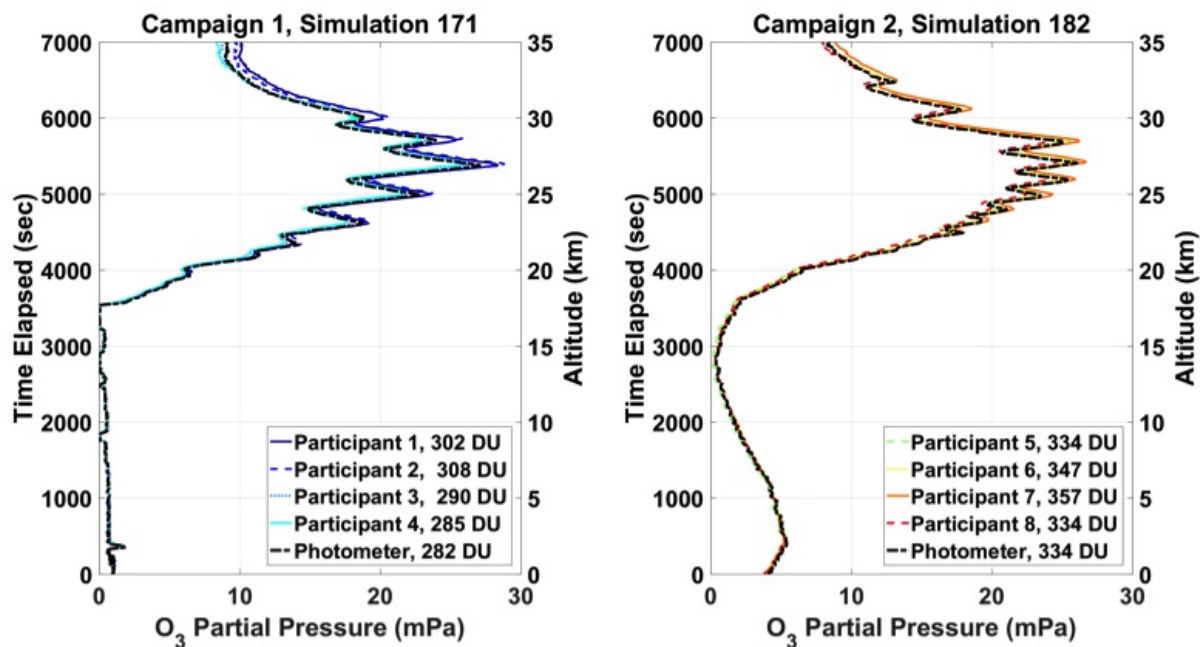 Campaign 1, Simulation 171
Time Elapsed (sec)
7000
6000
5000
4000
3000
2000
1000
0
35
30
25
20
15
10
5
0
Altitude (km)
Participant 1, 302 DU
Participant 2, 308 DU
Participant 3, 290 DU
Participant 4, 285 DU
Photometer, 282 DU
0 10 20 30
O3 Partial Pressure (mPa)
Campaign 2, Simulation 182
Time Elapsed (sec)
7000
6000
5000
4000
3000
2000
1000
0
35
30
25
20
15
10
5
0
Altitude (km)
Participant 5, 334 DU
Participant 6, 347 DU
Participant 7, 357 DU
Participant 8, 334 DU
Photometer, 334 DU
0 10 20 30
O3 Partial Pressure (mPa)